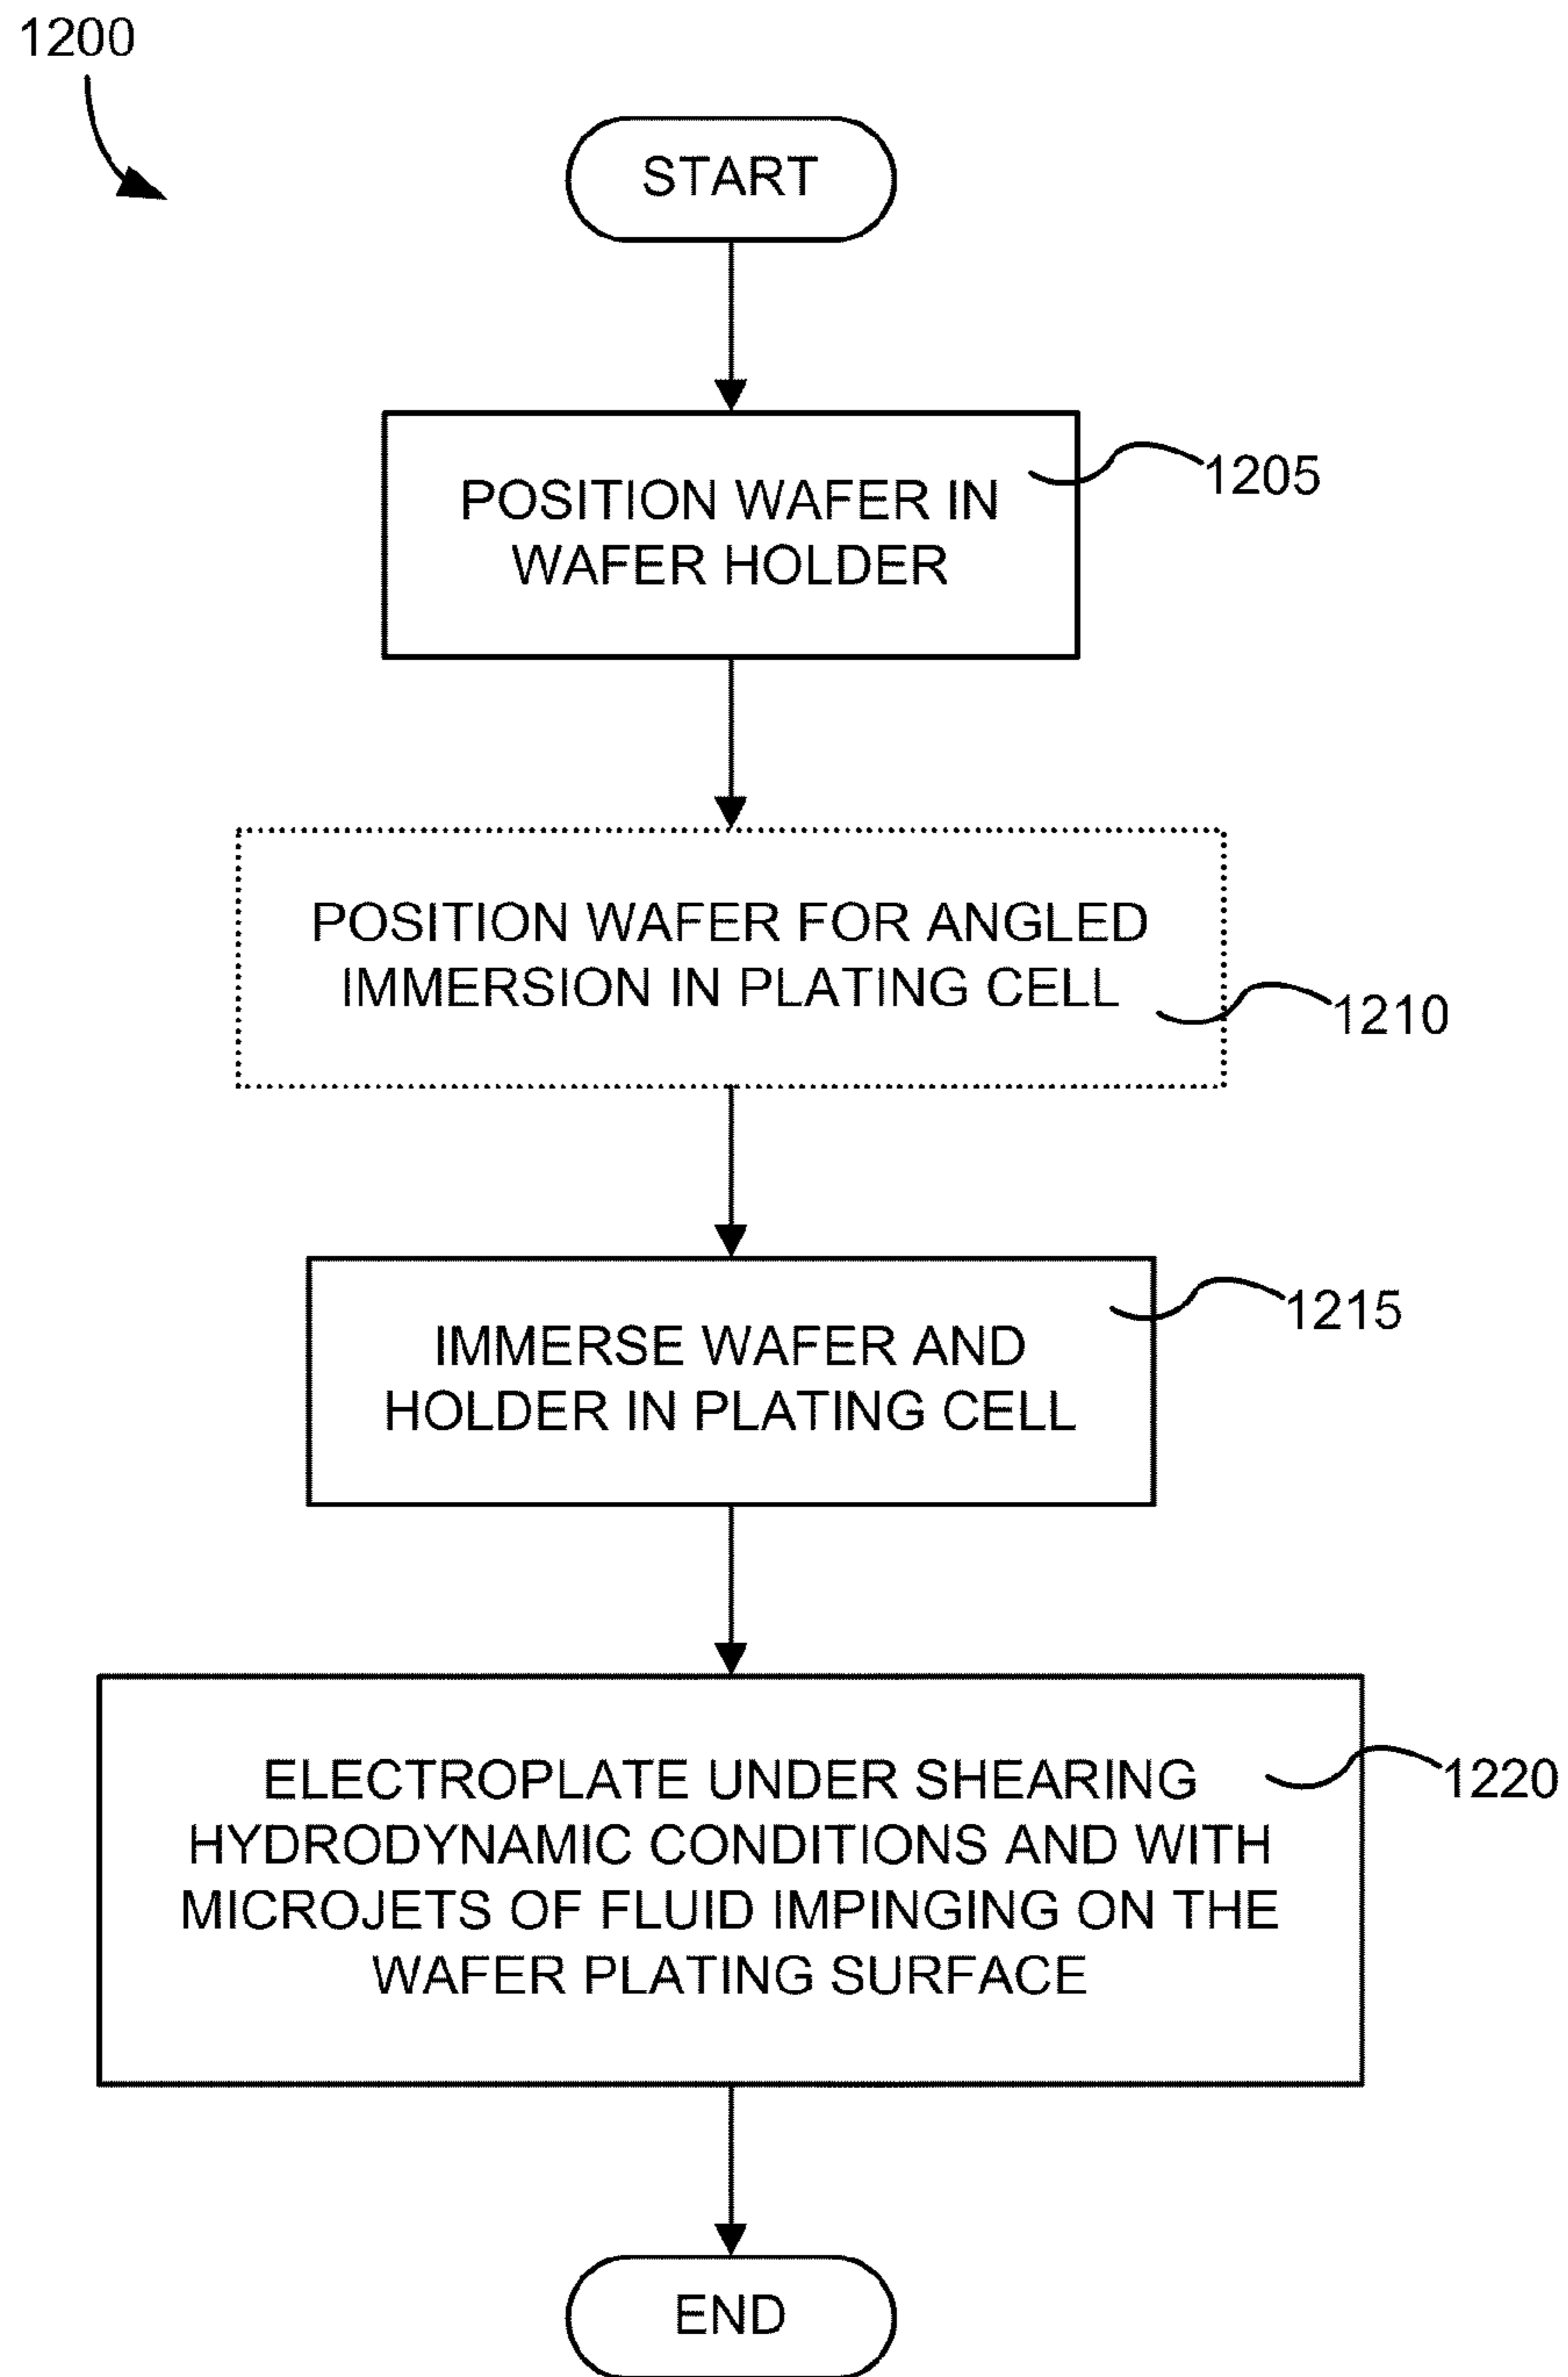 1200
START
POSITION WAFER IN
WAFER HOLDER
1205
POSITION WAFER FOR ANGLED
IMMERSION IN PLATING CELL
1210
IMMERSE WAFER AND
HOLDER IN PLATING CELL
1215
ELECTROPLATE UNDER SHEARING
HYDRODYNAMIC CONDITIONS AND WITH
MICROJETS OF FLUID IMPINGING ON THE
WAFER PLATING SURFACE
1220
END